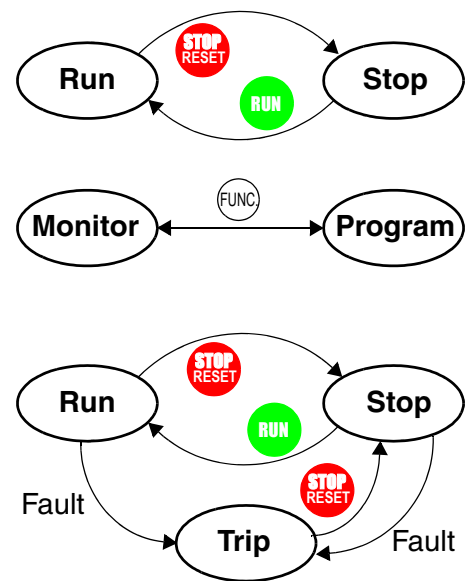 STOP
RESET
Run
Stop
RUN
FUNC.
Monitor
Program
STOP
RESET
Run
Stop
RUN
STOP
RESET
Fault
Trip
Fault